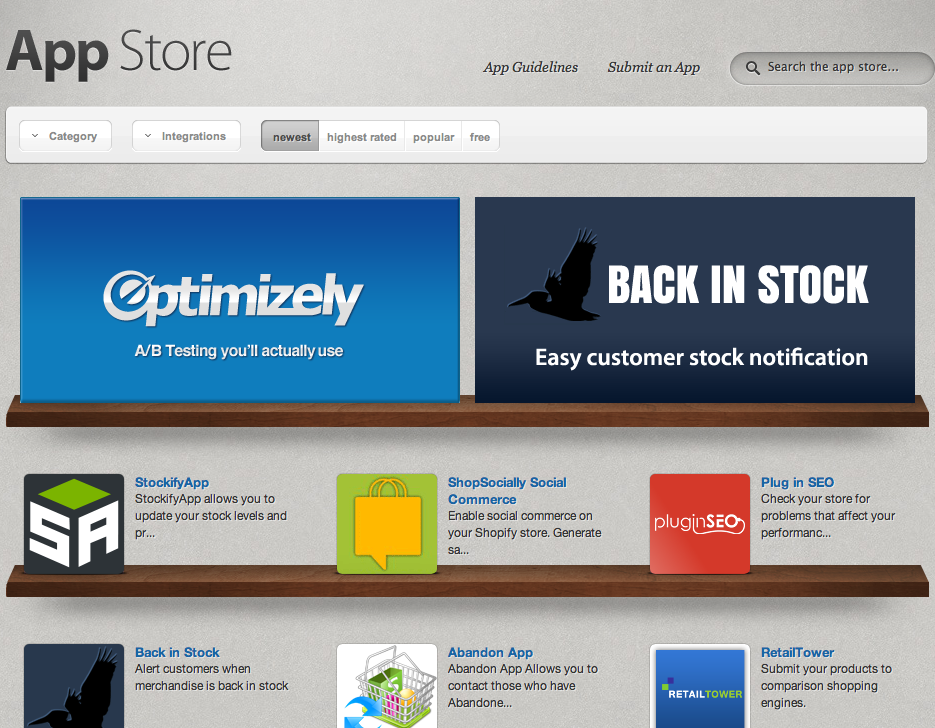 App Store
App Guidelines
Submit an App
Search the app store...
Category
Integrations
newest
highest rated
popular
free
Optimizely
A/B Testing you'll actually use
BACK IN STOCK
Easy customer stock notification
SA
StockifyApp
StockifyApp allows you to
update your stock levels and
pr...
ShopSocially Social
Commerce
Enable social commerce on
your Shopify store. Generate
sa...
pluginSEO
Plug in SEO
Check your store for
problems that affect your
performanc...
Back in Stock
Alert customers when
merchandise is back in stock
Abandon App
Abandon App Allows you to
contact those who have
Abandone...
RETAILTOWER
RetailTower
Submit your products to
comparison shopping
engines.